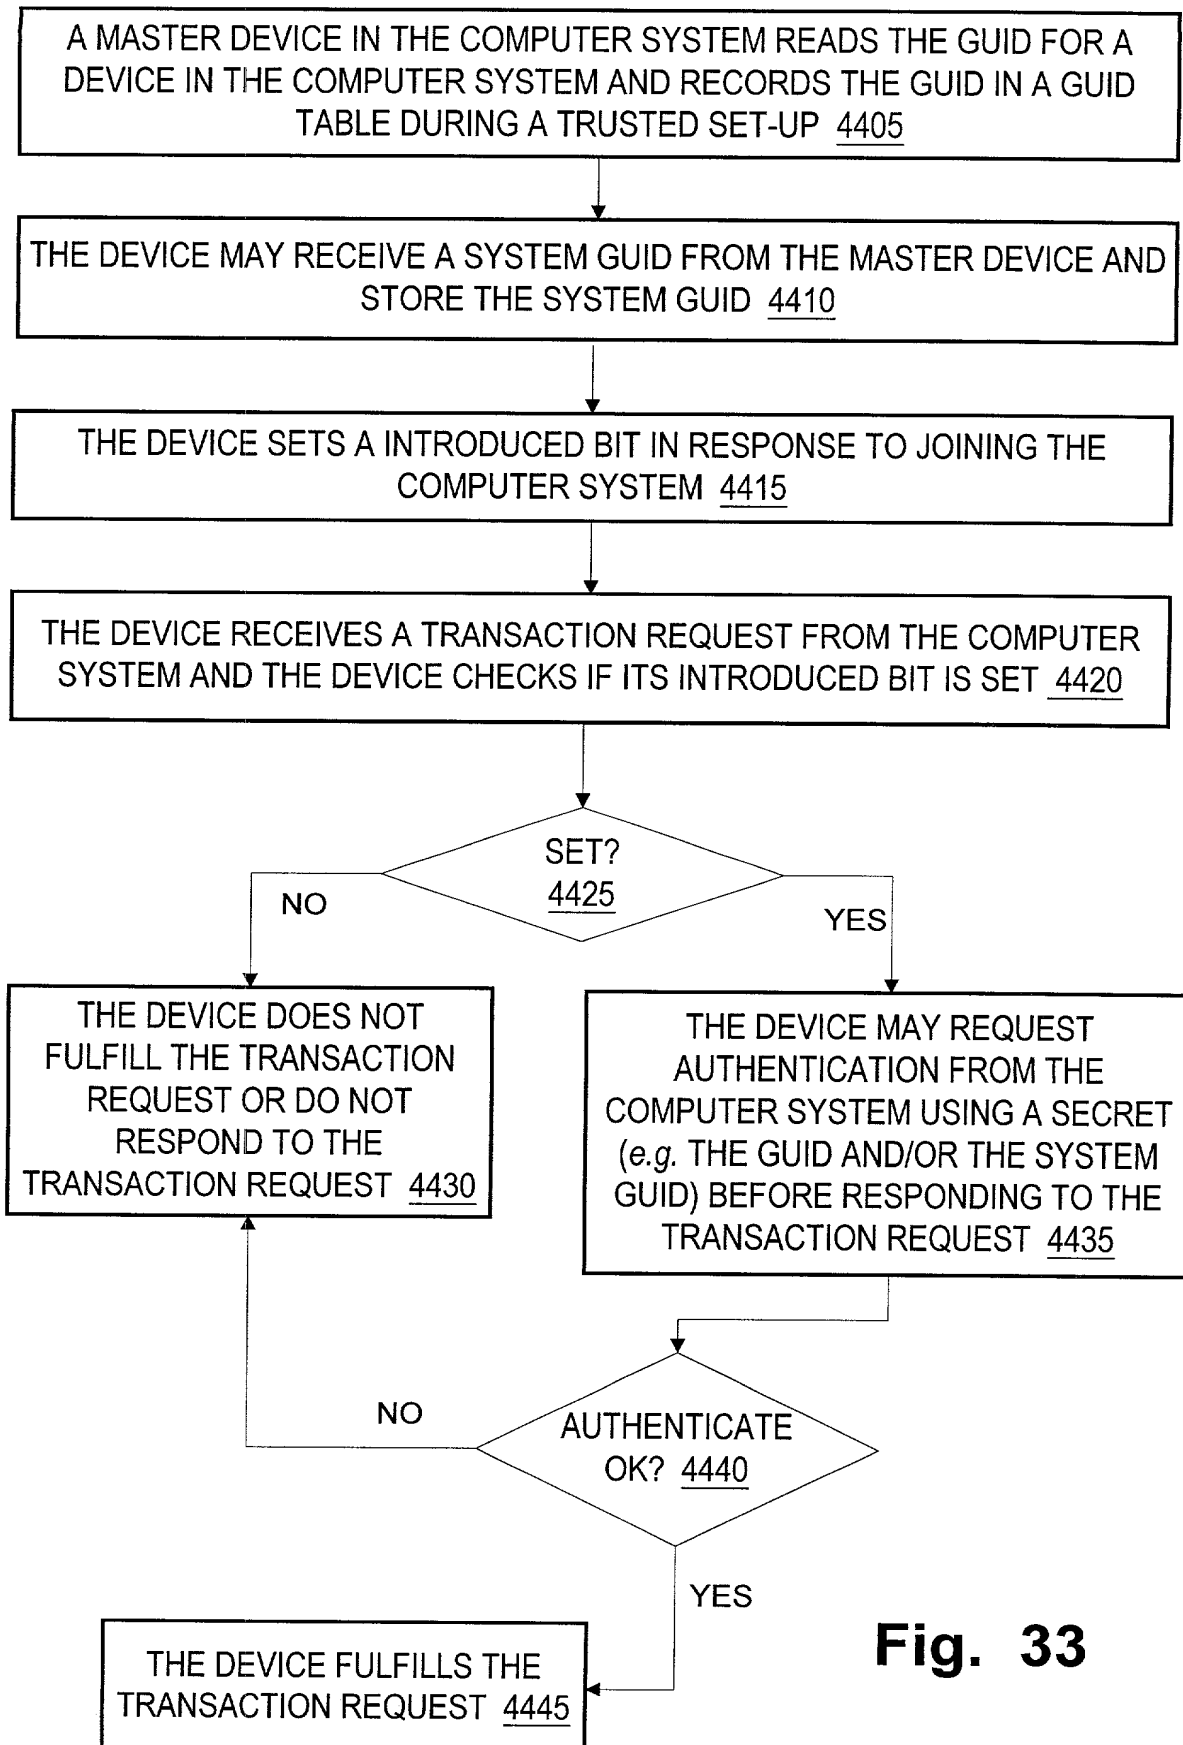 A MASTER DEVICE IN THE COMPUTER SYSTEM READS THE GUID FOR A
DEVICE IN THE COMPUTER SYSTEM AND RECORDS THE GUID IN A GUID
TABLE DURING A TRUSTED SET-UP 4405
THE DEVICE MAY RECEIVE A SYSTEM GUID FROM THE MASTER DEVICE AND
STORE THE SYSTEM GUID 4410
THE DEVICE SETS A INTRODUCED BIT IN RESPONSE TO JOINING THE
COMPUTER SYSTEM 4415
THE DEVICE RECEIVES A TRANSACTION REQUEST FROM THE COMPUTER
SYSTEM AND THE DEVICE CHECKS IF ITS INTRODUCED BIT IS SET 4420
SET?
4425
NO
YES
THE DEVICE DOES NOT
FULFILL THE TRANSACTION
REQUEST OR DO NOT
RESPOND TO THE
TRANSACTION REQUEST 4430
THE DEVICE MAY REQUEST
AUTHENTICATION FROM THE
COMPUTER SYSTEM USING A SECRET
(e.g. THE GUID AND/OR THE SYSTEM
GUID) BEFORE RESPONDING TO THE
TRANSACTION REQUEST 4435
NO
AUTHENTICATE
OK? 4440
YES
THE DEVICE FULFILLS THE
TRANSACTION REQUEST 4445
Fig. 33